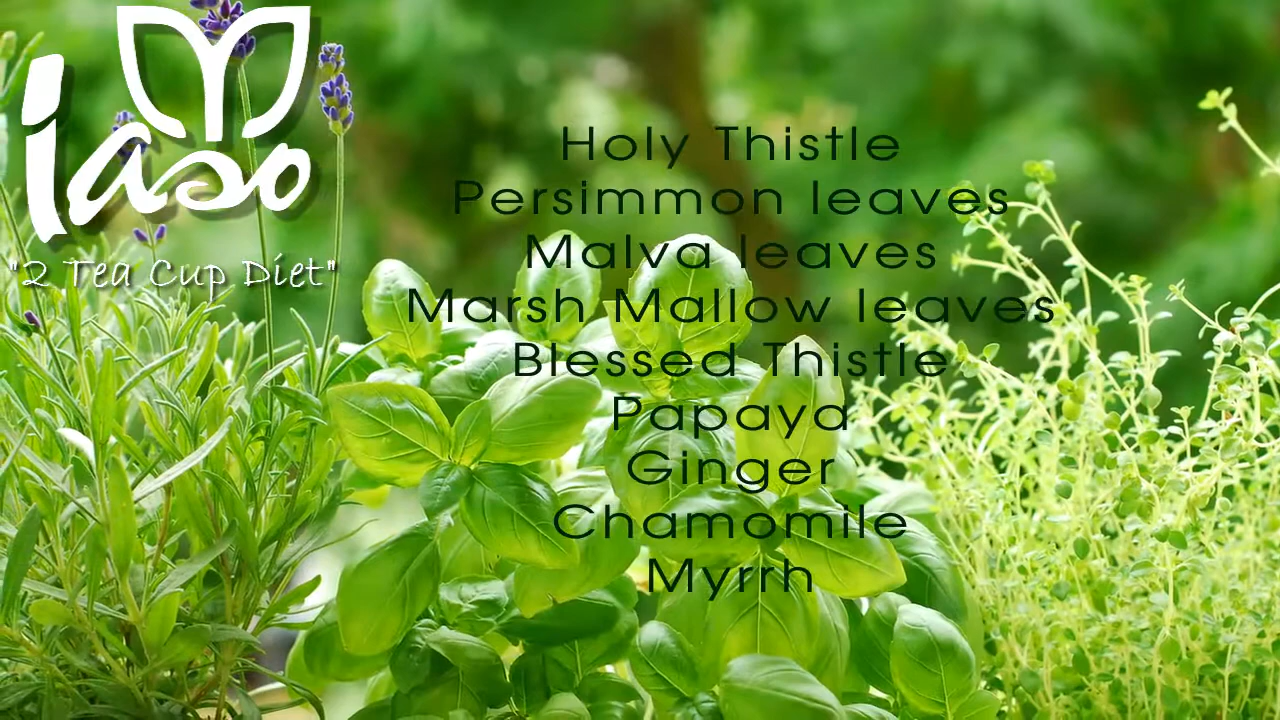 Iaso
"2 Tea Cup Diet"
Holy Thistle
Persimmon leaves
Malva leaves
Marsh Mallow leaves
Blessed Thistle
Papaya
Ginger
Chamomile
Myrrh